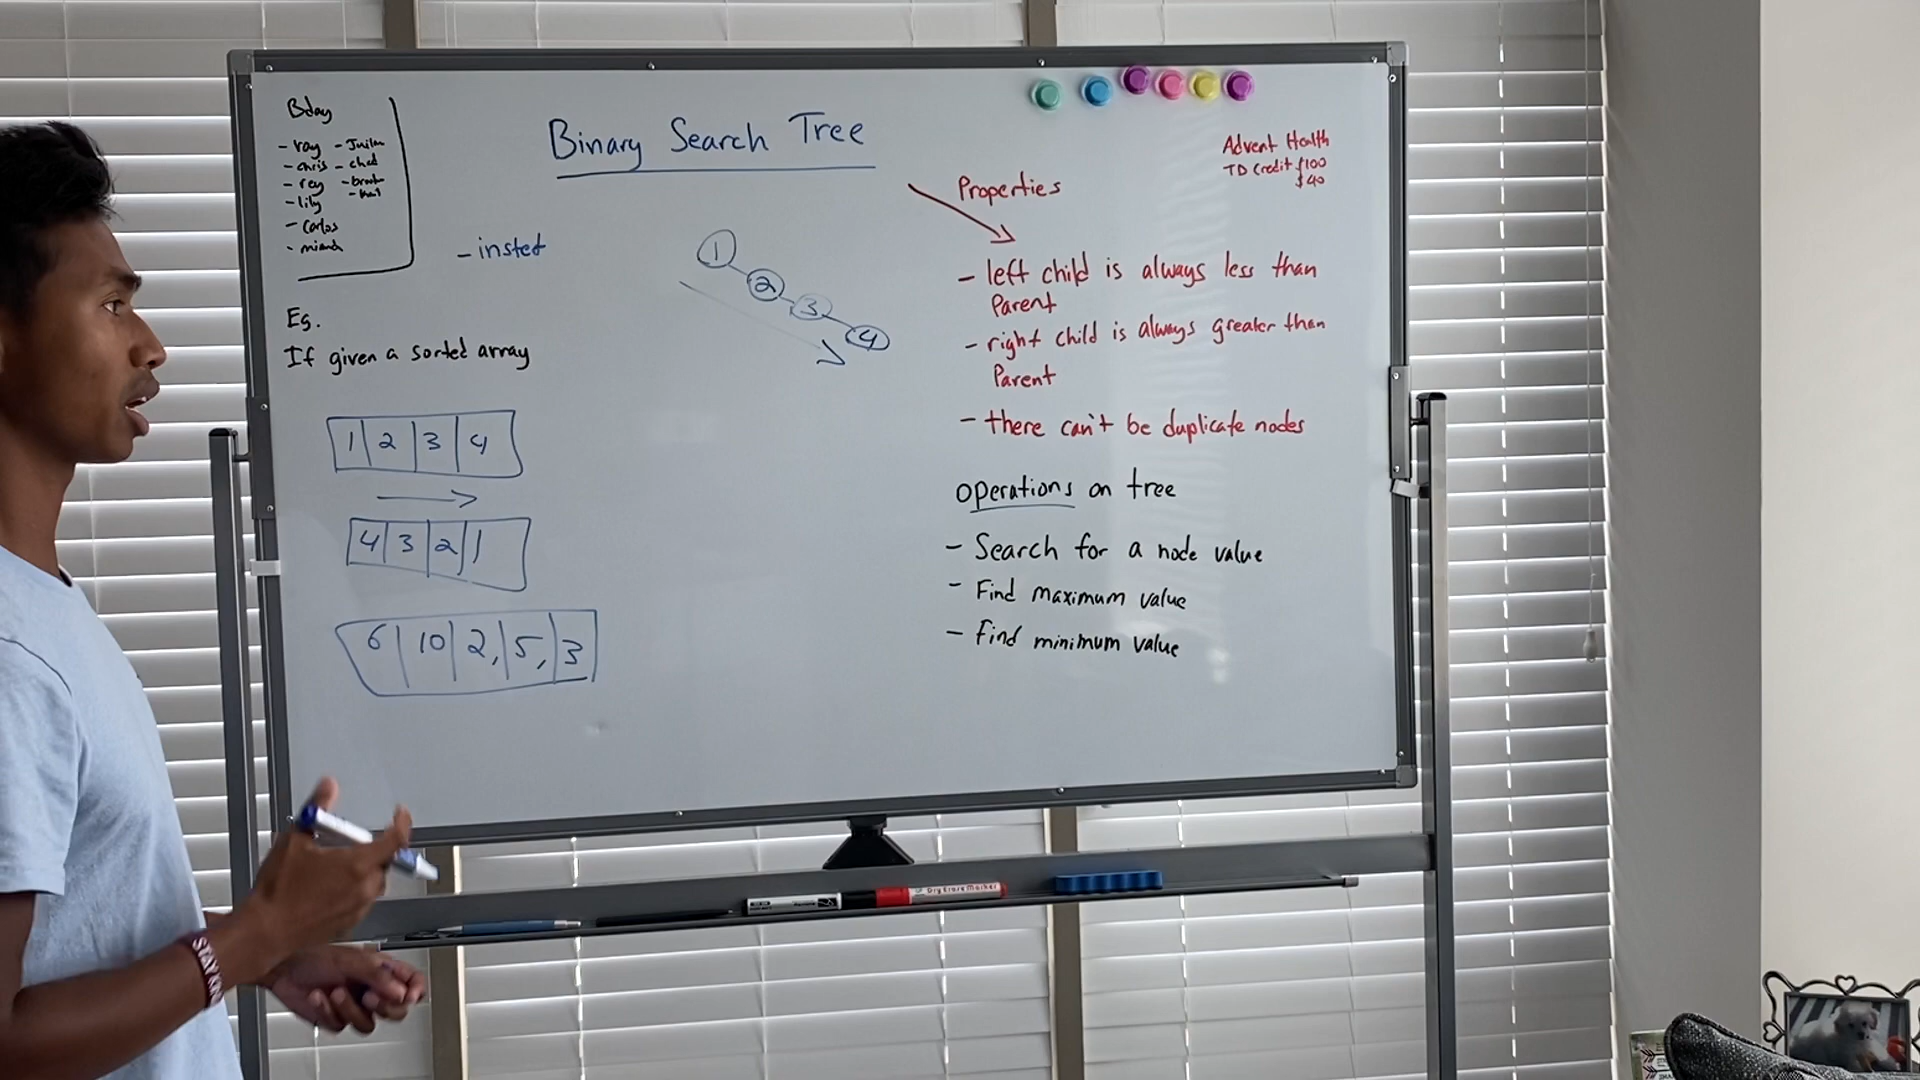 Bday
- ray
- chris - chad
- rey
- lily
- Carlos
Binary Search Tree
Advent Health
TD Credit $100
$40
Properties
- left child is always less than
Parent
- right child is always greater than
Parent
- there can't be duplicate nodes
operations on tree
- Search for a node value
- Find maximum value
- Find minimum value
1
2
3
4
Eg.
If given a sorted array
1 2 3 4
4 3 2 1
6 10 2, 5, 3
Dry Erase Marker